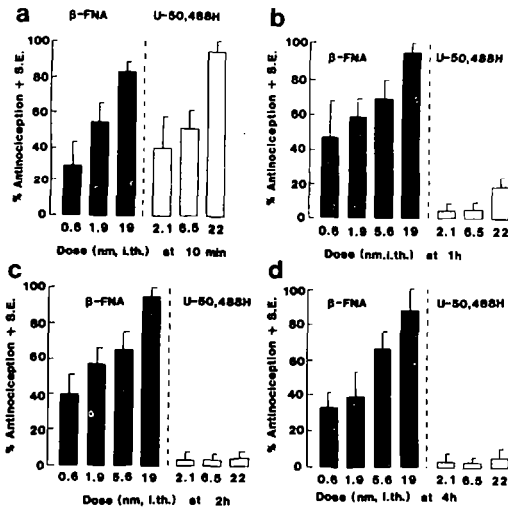 a
β-FNA U-50,488H
% Antinociception + S.E.
100
80
60
40
20
0
0.6 1.9 19 2.1 6.5 22
Dose (nm, i.th.) at 10 min
b
β-FNA U-50,488H
% Antinociception + S.E.
100
80
60
40
20
0
0.6 1.9 5.6 19 2.1 6.5 22
Dose (nm.i.th.) at 1h
c
β-FNA U-50,488H
% Antinociception + S.E.
100
80
60
40
20
0
0.6 1.9 5.6 19 2.1 6.5 22
Dose (nm, i.th.) at 2h
d
β-FNA U-50,488H
% Antinociception + S.E.
100
80
60
40
20
0
0.6 1.9 5.6 19 2.1 6.5 22
Dose (nm, i.th.) at 4h